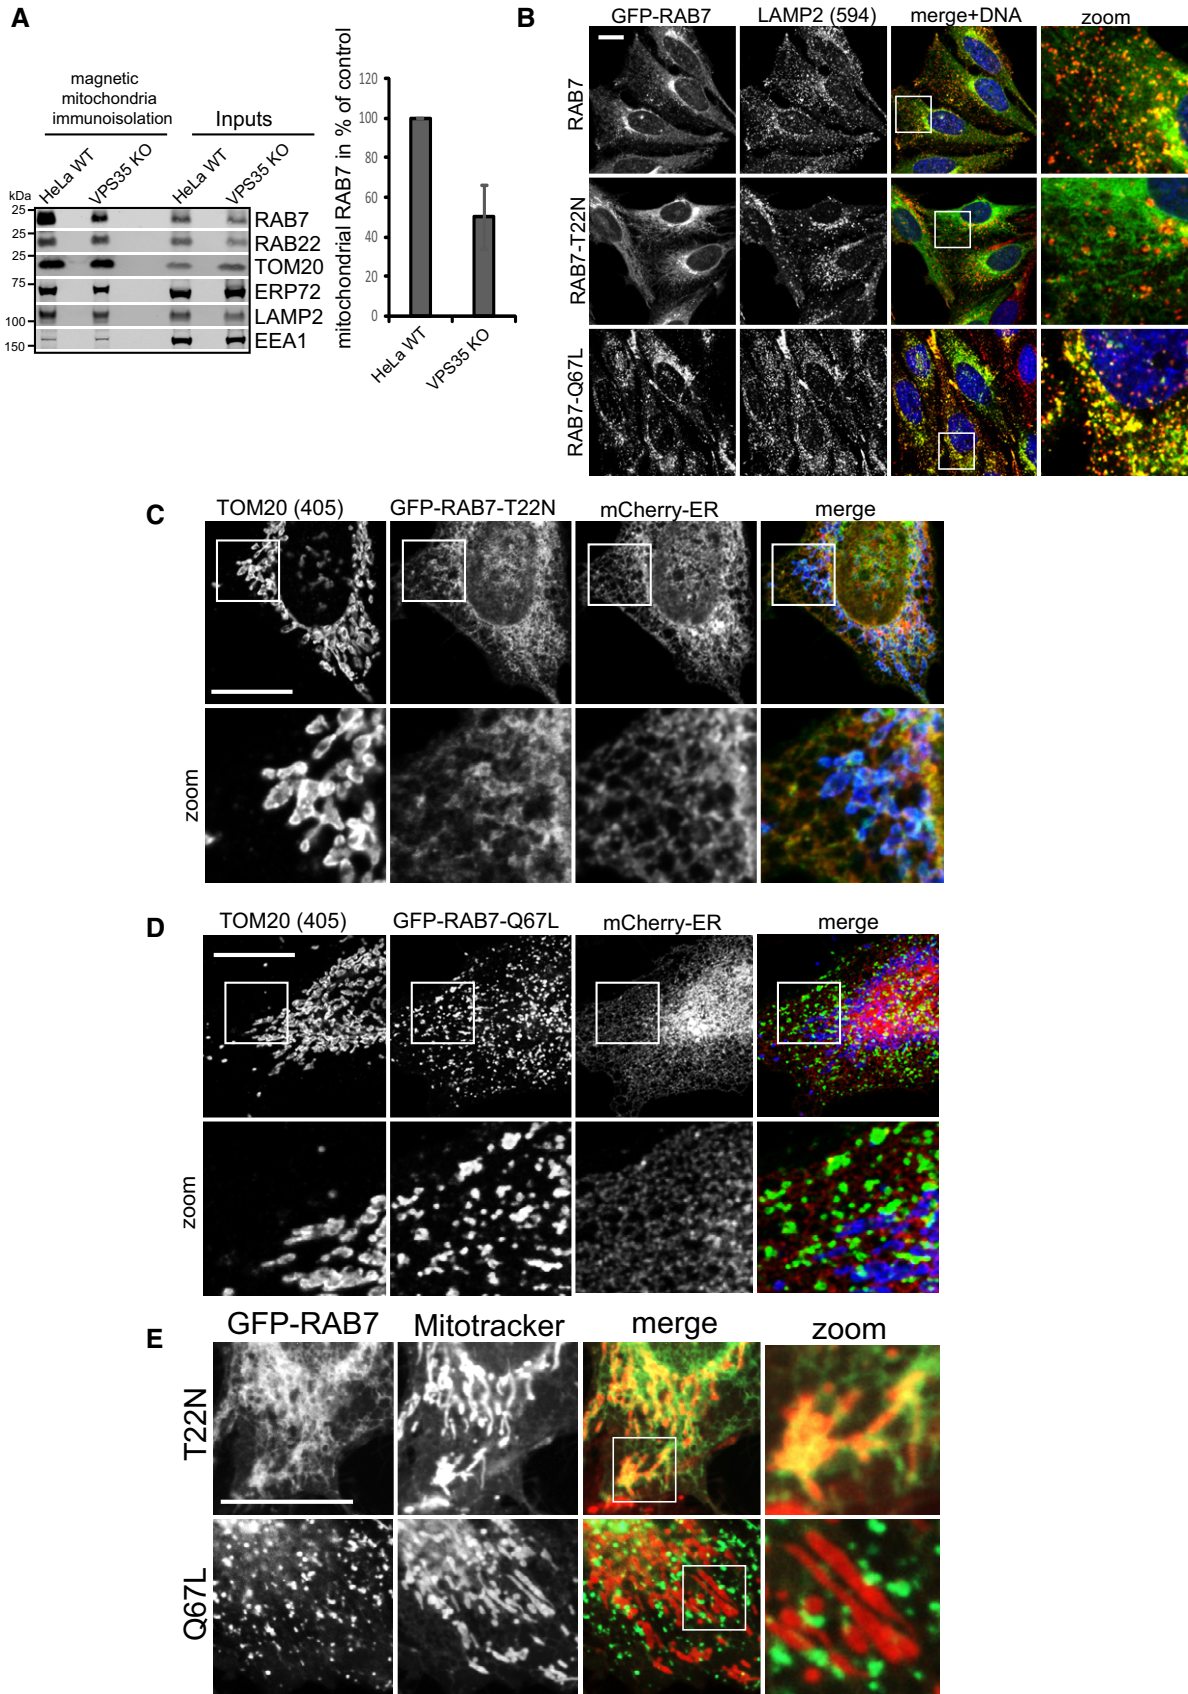 A
magnetic
mitochondria
immunoisolation
Inputs
HeLa WT
VPS35 KO
HeLa WT
VPS35 KO
kDa
25
RAB7
25
RAB22
25
TOM20
75
ERP72
100
LAMP2
150
EEA1
mitochondrial RAB7 in % of control
120
100
80
60
40
20
0
HeLa WT
VPS35 KO
B
GFP-RAB7
LAMP2 (594)
merge+DNA
zoom
RAB7
RAB7-T22N
RAB7-Q67L
C
TOM20 (405)
GFP-RAB7-T22N
mCherry-ER
merge
zoom
D
TOM20 (405)
GFP-RAB7-Q67L
mCherry-ER
merge
zoom
E
GFP-RAB7
Mitotracker
merge
zoom
T22N
Q67L